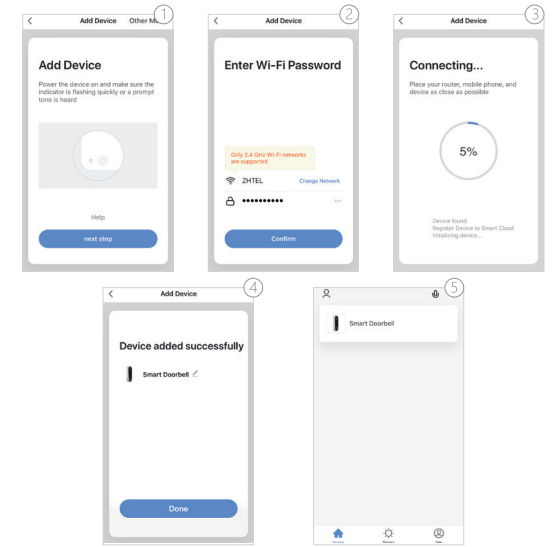 Add Device
Other M
1
Add Device
Power the device on and make sure the
indicator is flashing quickly or a prompt
tone is heard
Help
next step
Add Device
2
Enter Wi-Fi Password
Only 2.4 GHz Wi-Fi networks
are supported
ZHTEL
Change Network
••••••••••
Confirm
Add Device
3
Connecting...
Place your router, mobile phone, and
device as close as possible
5%
Device found
Register Device to Smart Cloud
Initializing device...
Add Device
4
Device added successfully
Smart Doorbell
Done
5
Smart Doorbell
Home
Smart
Me